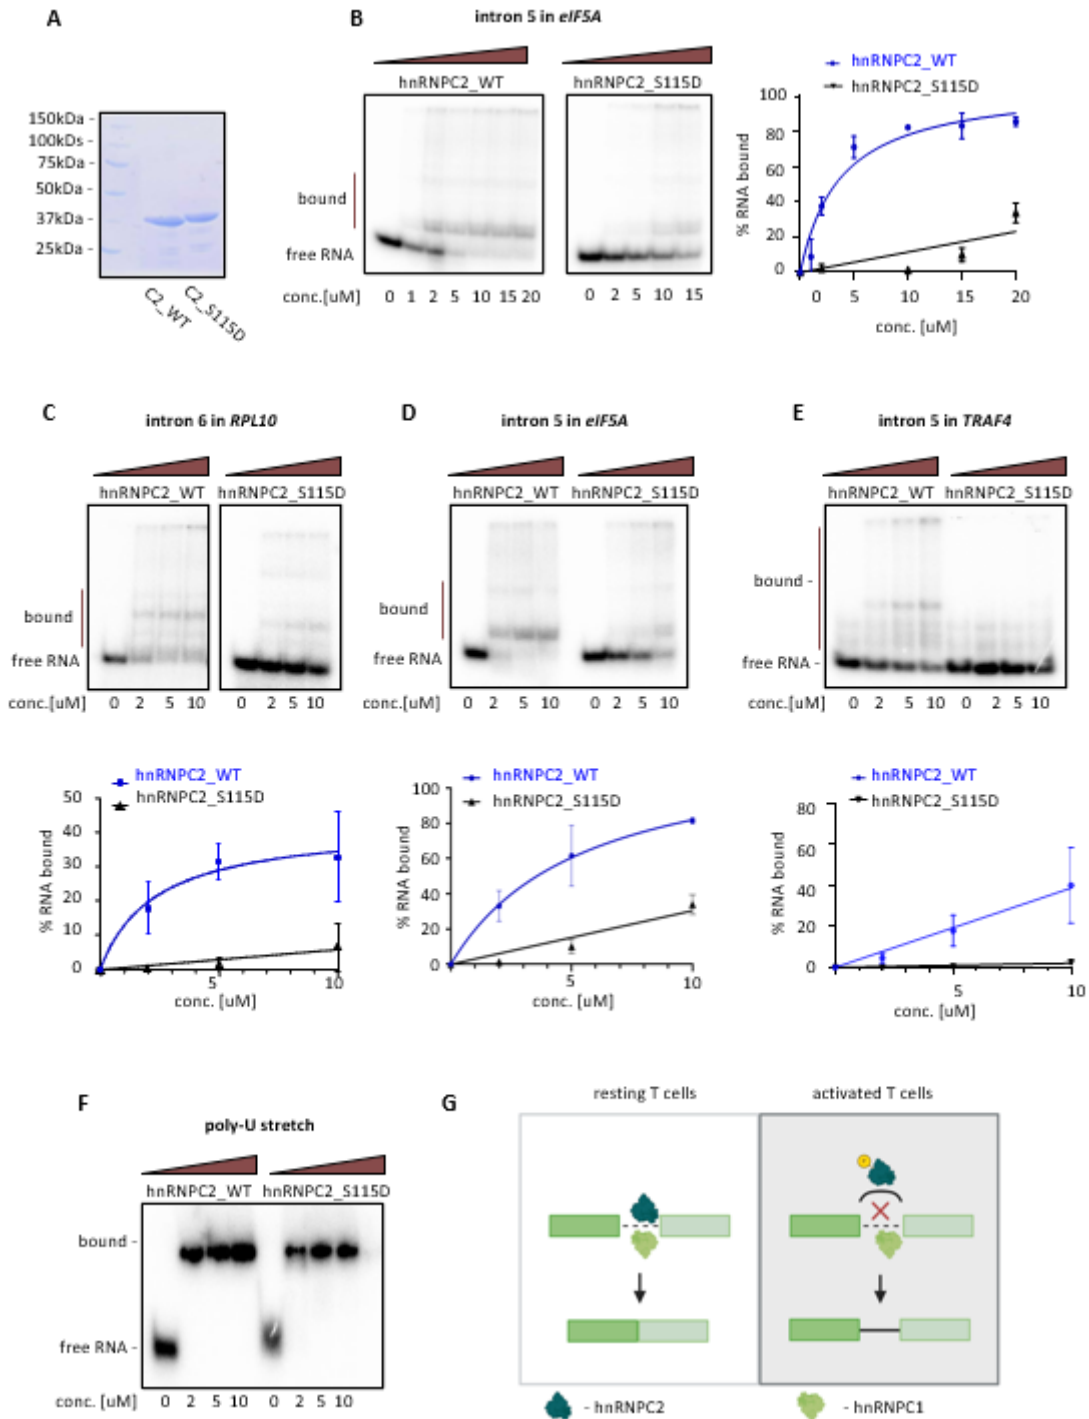 A
150kDa -
100kDs -
75kDa -
50kDa -
37kDa -
25kDa -
C2_WT
C2_S115D
B
intron 5 in eIF5A
hnRNPC2_WT
hnRNPC2_S115D
bound
free RNA
conc.[uM] 0 1 2 5 10 15 20
0 2 5 10 15
hnRNPC2_WT
hnRNPC2_S115D
% RNA bound
100
80
60
40
20
0
0 5 10 15 20
conc. [uM]
C
intron 6 in RPL10
hnRNPC2_WT hnRNPC2_S115D
bound
free RNA
conc.[uM] 0 2 5 10 0 2 5 10
hnRNPC2_WT
hnRNPC2_S115D
% RNA bound
50
40
30
20
10
0
5 10
conc. [uM]
D
intron 5 in eIF5A
hnRNPC2_WT hnRNPC2_S115D
bound
free RNA
conc.[uM] 0 2 5 10 0 2 5 10
hnRNPC2_WT
hnRNPC2_S115D
% RNA bound
100
80
60
40
20
0
5 10
conc. [uM]
E
intron 5 in TRAF4
hnRNPC2_WT hnRNPC2_S115D
bound -
free RNA -
conc.[uM] 0 2 5 10 0 2 5 10
hnRNPC2_WT
hnRNPC2_S115D
% RNA bound
80
60
40
20
0
5 10
conc. [uM]
F
poly-U stretch
hnRNPC2_WT hnRNPC2_S115D
bound -
free RNA -
conc. [uM] 0 2 5 10 0 2 5 10
G
resting T cells
activated T cells
- hnRNPC2
- hnRNPC1